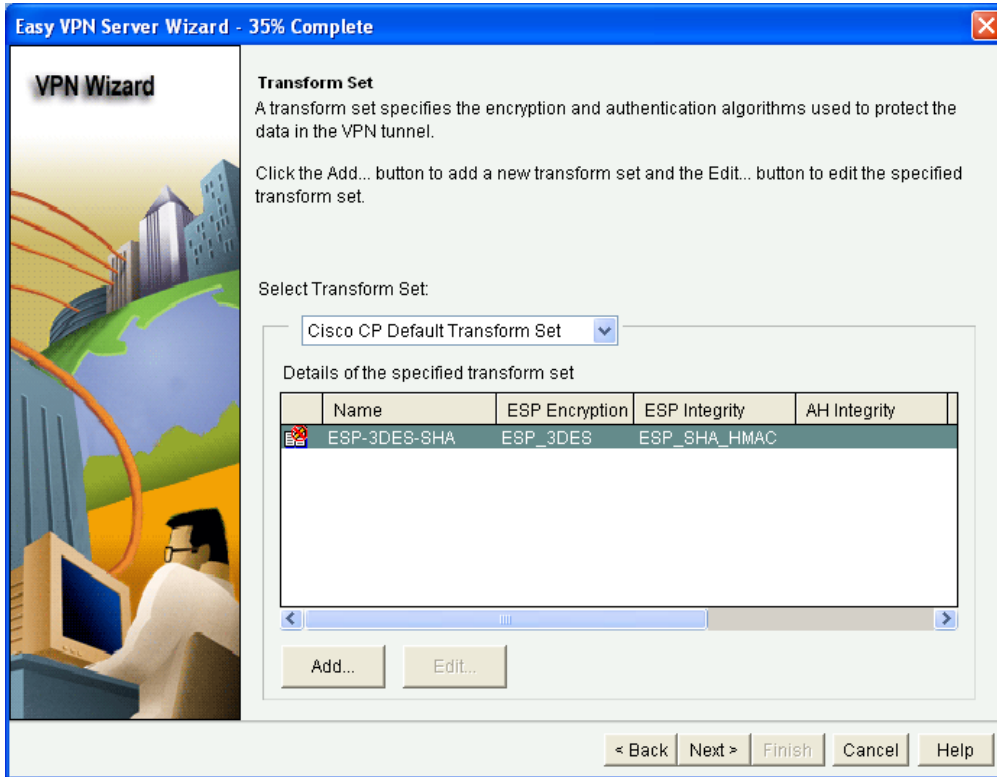 Easy VPN Server Wizard - 35% Complete
VPN Wizard
Transform Set
A transform set specifies the encryption and authentication algorithms used to protect the
data in the VPN tunnel.
Click the Add... button to add a new transform set and the Edit... button to edit the specified
transform set.
Select Transform Set:
Cisco CP Default Transform Set
Details of the specified transform set
Name ESP Encryption ESP Integrity AH Integrity
ESP-3DES-SHA ESP_3DES ESP_SHA_HMAC
Add... Edit...
< Back Next > Finish Cancel Help